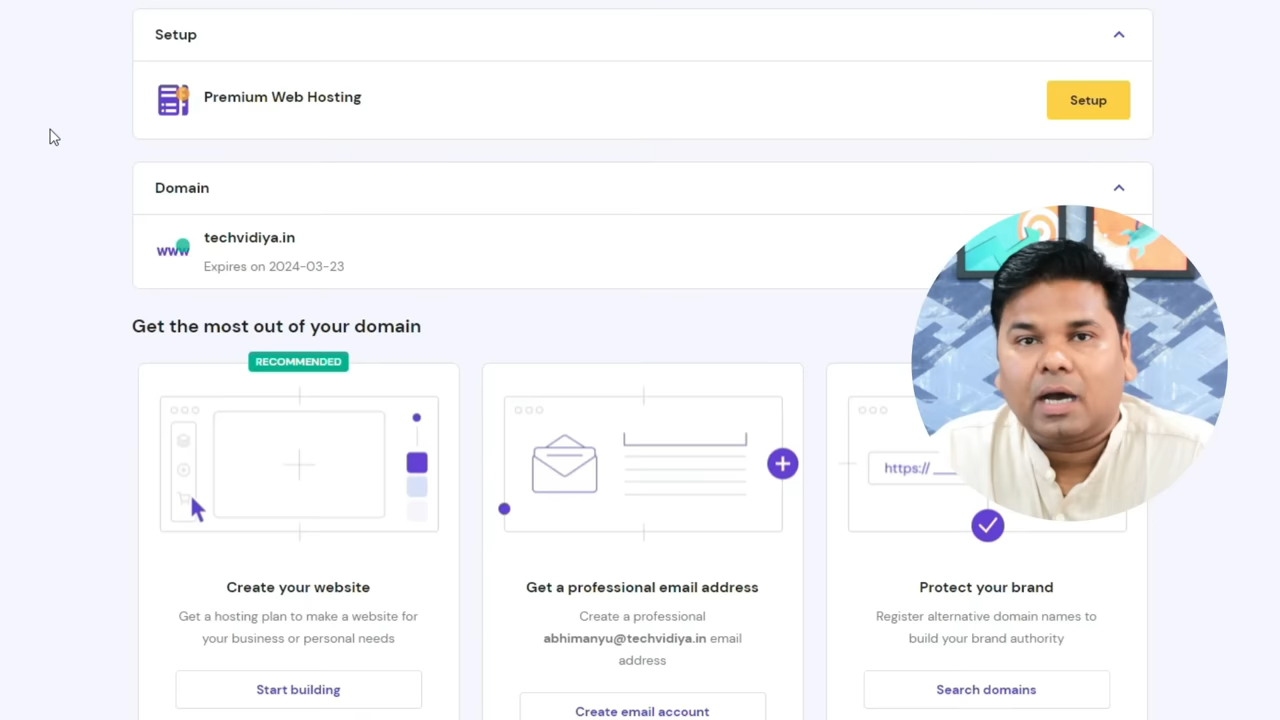 Setup
Premium Web Hosting
Setup
Domain
www
techvidiya.in
Expires on 2024-03-23
Get the most out of your domain
RECOMMENDED
https://
Create your website
Get a hosting plan to make a website for
your business or personal needs
Start building
Get a professional email address
Create a professional
abhimanyu@techvidiya.in email
address
Create email account
Protect your brand
Register alternative domain names to
build your brand authority
Search domains